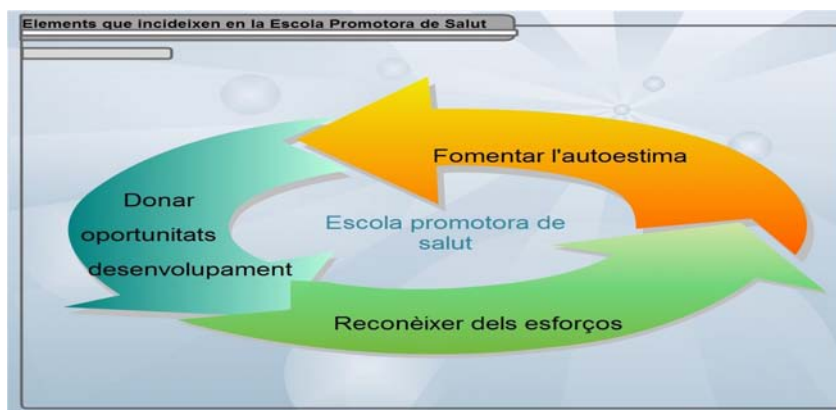 Elements que incideixen en la Escola Promotora de Salut
Fomentar l'autoestima
Donar
oportunitats
desenvolupament
Escola promotora de
salut
Reconèixer dels esforços